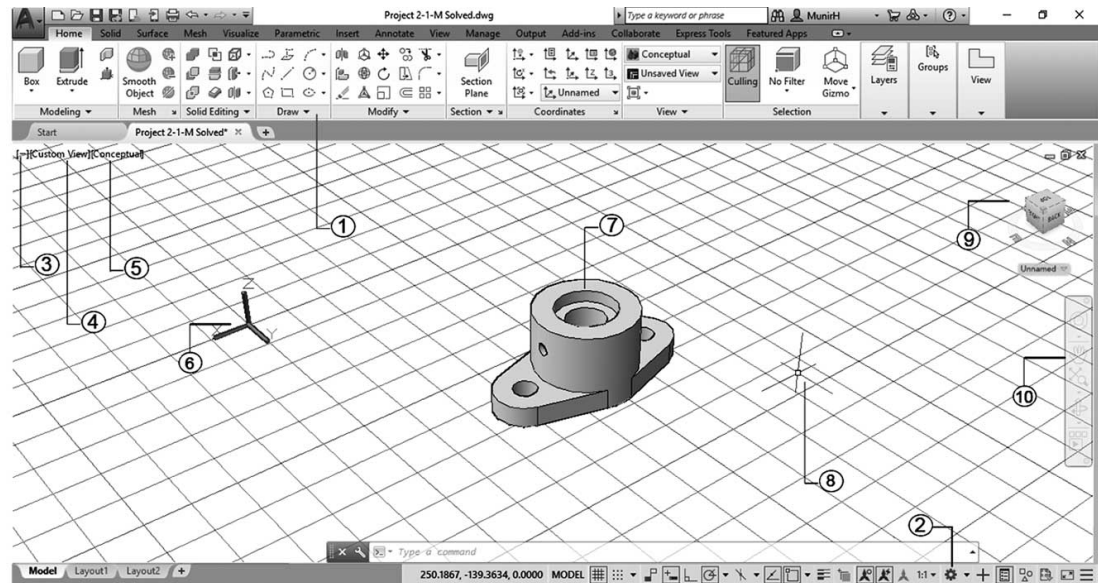 A Project 2-1-M Solved.dwg Type a keyword or phrase MunirH
Home Solid Surface Mesh Visualize Parametric Insert Annotate View Manage Output Add-ins Collaborate Express Tools Featured Apps
Conceptual
Unsaved View
Unnamed
Box Extrude Smooth Object Section Plane Culling No Filter Move Gizmo Layers Groups View
Modeling Mesh Solid Editing Draw Modify Section Coordinates View Selection
Start Project 2-1-M Solved* × +
[−][Custom View][Conceptual]
1
2
3
4
5
6
7
8
9
10
Z
X
Y
TOP
BACK
Unnamed
Type a command
Model Layout1 Layout2 + 250.1867, -139.3634, 0.0000 MODEL 1:1